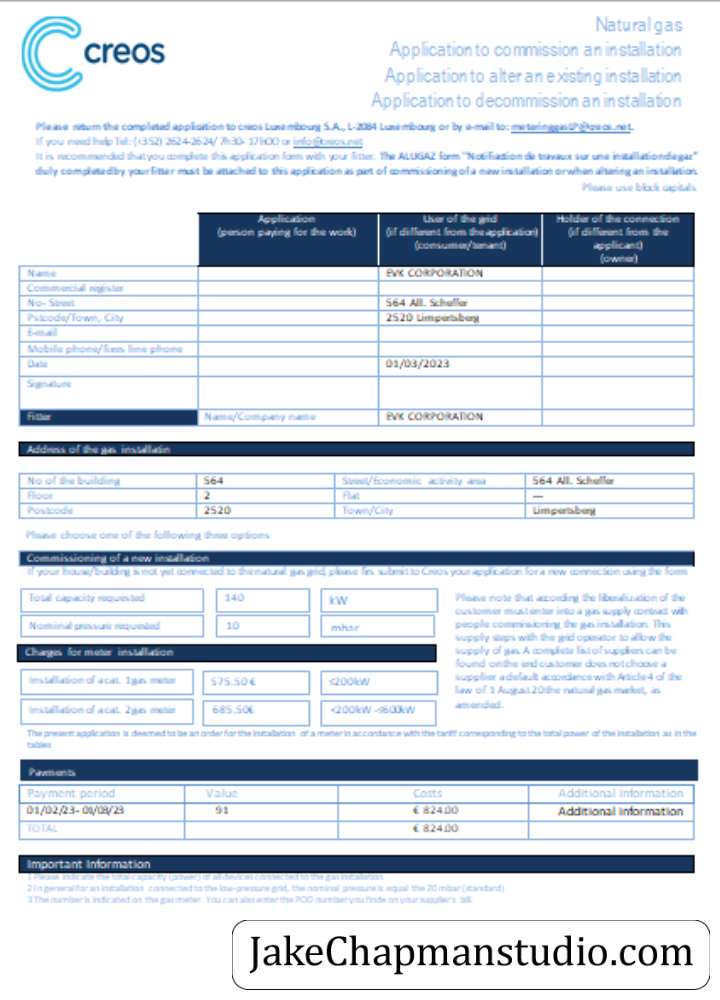 creos
Natural gas
Application to commission an installation
Application to alter an existing installation
Application to decommission an installation
Please return the completed application to creos Luxembourg S.A., L-2084 Luxembourg or by e-mail to: meteringgasLP@creos.net.
If you need help Tel: (+352) 2624-2624/ 7h30- 17h00 or info@creos.net
It is recommended that you complete this application form with your fitter. The ALUGAZ form "Notifiaction de travaux sur une installation de gaz"
duly completed by your fitter must be attached to this application as part of commissioning of a new installation or when altering an installation.
Please use block capitals
Application
(person paying for the work)
User of the grid
(if different from the application)
(consumer/tenant)
Holder of the connection
(if different from the
applicant)
(owner)
Name EVK CORPORATION
Commercial register
No- Street 564 All. Scheffer
Pstcode/Town, City 2520 Limpertsberg
E-mail
Mobile phone/fixes line phone
Date 01/03/2023
Signature
Fitter Name/Company name EVK CORPORATION
Address of the gas installatin
No of the building 564 Street/Economic activity area 564 All. Scheffer
Floor 2 Flat —
Postcode 2520 Town/City Limpertsberg
Please choose one of the following three options
Commissioning of a new installation
If your house/building is not yet connected to the natural gas grid, please firs submit to Creos your application for a new connection using the form
Total capacity requested 140 kW
Nominal pressure requested 10 mbar
Charges for meter installation
Installation of a cat. 1gas meter 575.50 € ≤200kW
Installation of a cat. 2gas meter 685.50€ <200kW -≤600kW
Please note that according the liberalization of the
customer must enter into a gas supply contract with
people commissioning the gas installation. This
supply steps with the grid operator to allow the
supply of gas. A complete list of suppliers can be
found on the end customer does not choose a
supplier a default accordance with Article 4 of the
law of 1 August 20the natural gas market, as
amended.
The present application is deemed to be an order for the installation of a meter in accordance with the tariff corresponding to the total power of the installation as in the
tables
Payments
Payment period Value Costs Additional information
01/02/23- 01/03/23 91 € 824.00 Additional information
TOTAL € 824.00
Important Information
1 Please indicate the total capacity (power) of all devices connected to the gas installation
2 In general for an installation connected to the low-pressure grid, the nominal pressure is equal the 20 mbar (standard)
3 The number is indicated on the gas meter. You can also enter the POD number you finde on your supplier's bill
JakeChapmanstudio.com